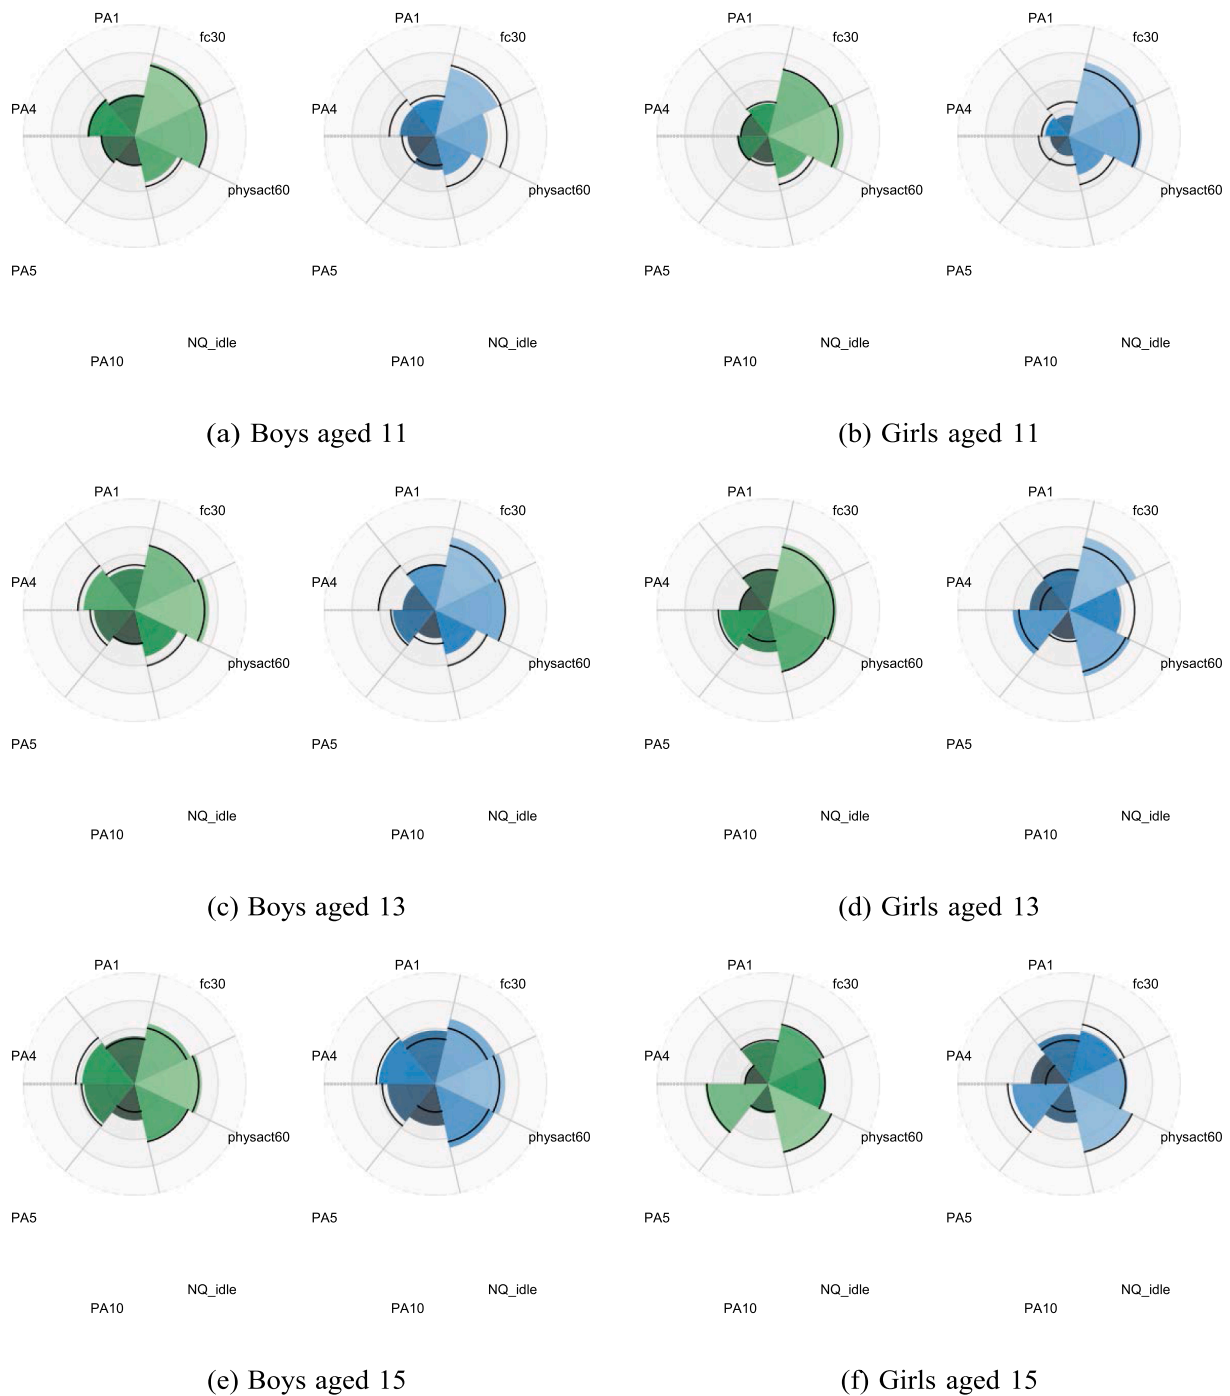 PA1 PA1 PA1 PA1
fc30 fc30 fc30 fc30
PA4 PA4 PA4 PA4
physact60 physact60 physact60 physact60
PA5 PA5 PA5 PA5
NQ_idle NQ_idle NQ_idle NQ_idle
PA10 PA10 PA10 PA10
(a) Boys aged 11 (b) Girls aged 11
PA1 PA1 PA1 PA1
fc30 fc30 fc30 fc30
PA4 PA4 PA4 PA4
physact60 physact60 physact60 physact60
PA5 PA5 PA5 PA5
NQ_idle NQ_idle NQ_idle NQ_idle
PA10 PA10 PA10 PA10
(c) Boys aged 13 (d) Girls aged 13
PA1 PA1 PA1 PA1
fc30 fc30 fc30 fc30
PA4 PA4 PA4 PA4
physact60 physact60 physact60 physact60
PA5 PA5 PA5 PA5
NQ_idle NQ_idle NQ_idle NQ_idle
PA10 PA10 PA10 PA10
(e) Boys aged 15 (f) Girls aged 15